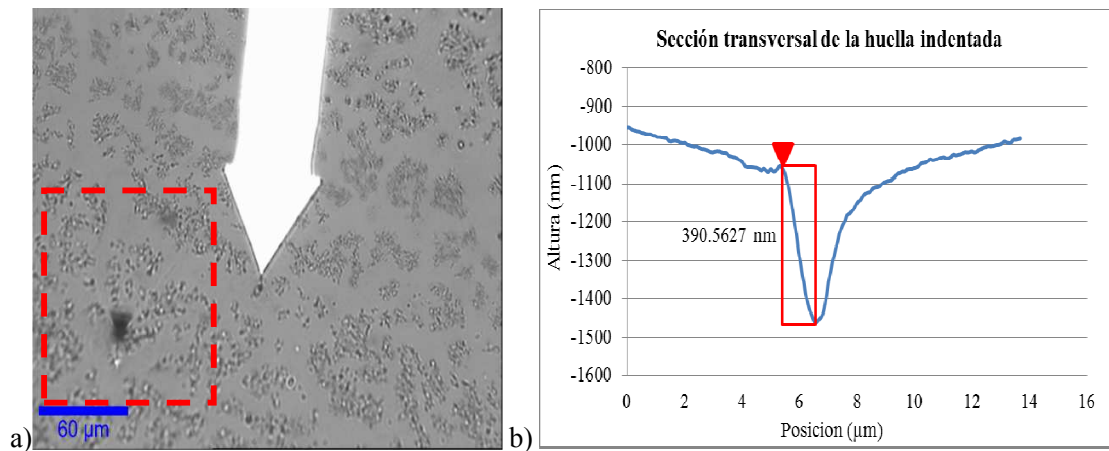 60 μm
a)
b)
Sección transversal de la huella indentada
-800
-900
-1000
-1100
-1200
-1300
-1400
-1500
-1600
Altura (nm)
390.5627 nm
0 2 4 6 8 10 12 14 16
Posicion (μm)